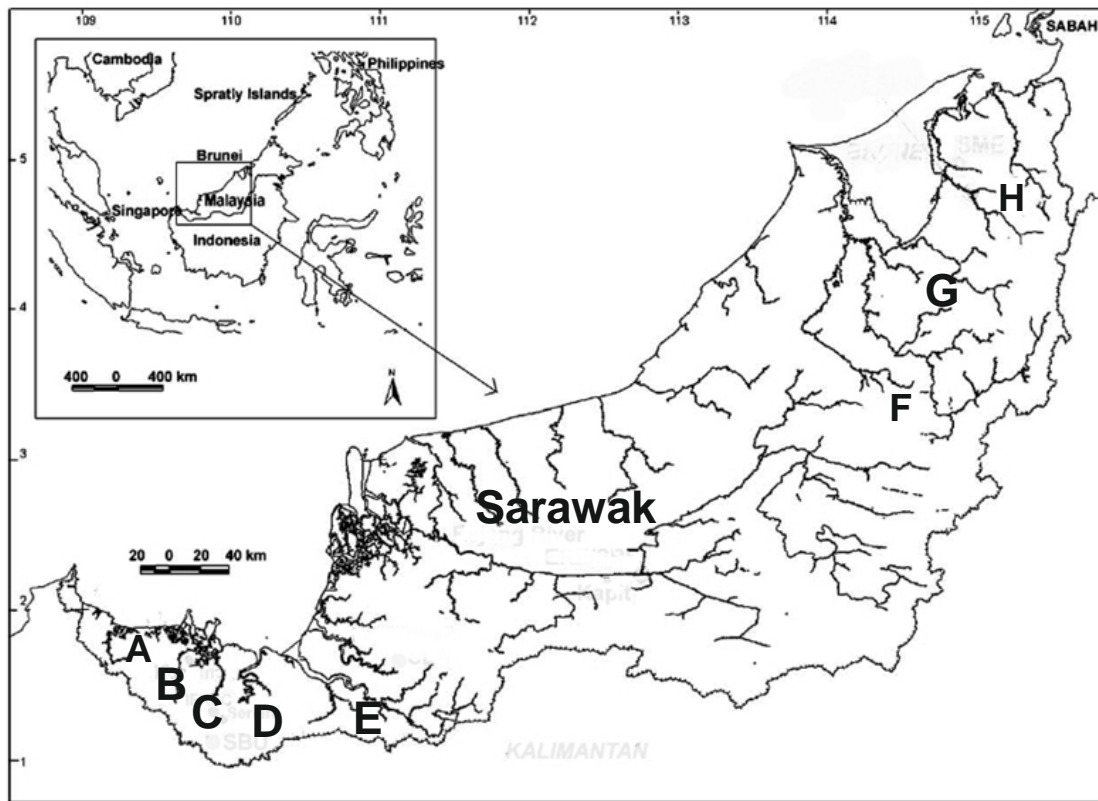 109 110 111 112 113 114 115
SABAH
Cambodia
Philippines
Spratly Islands
Brunei
Malaysia
Singapore
Indonesia
400 0 400 km
N
5
4
3
2
1
H
G
F
Sarawak
20 0 20 40 km
A
B
C
D
E
SBU
KALIMANTAN